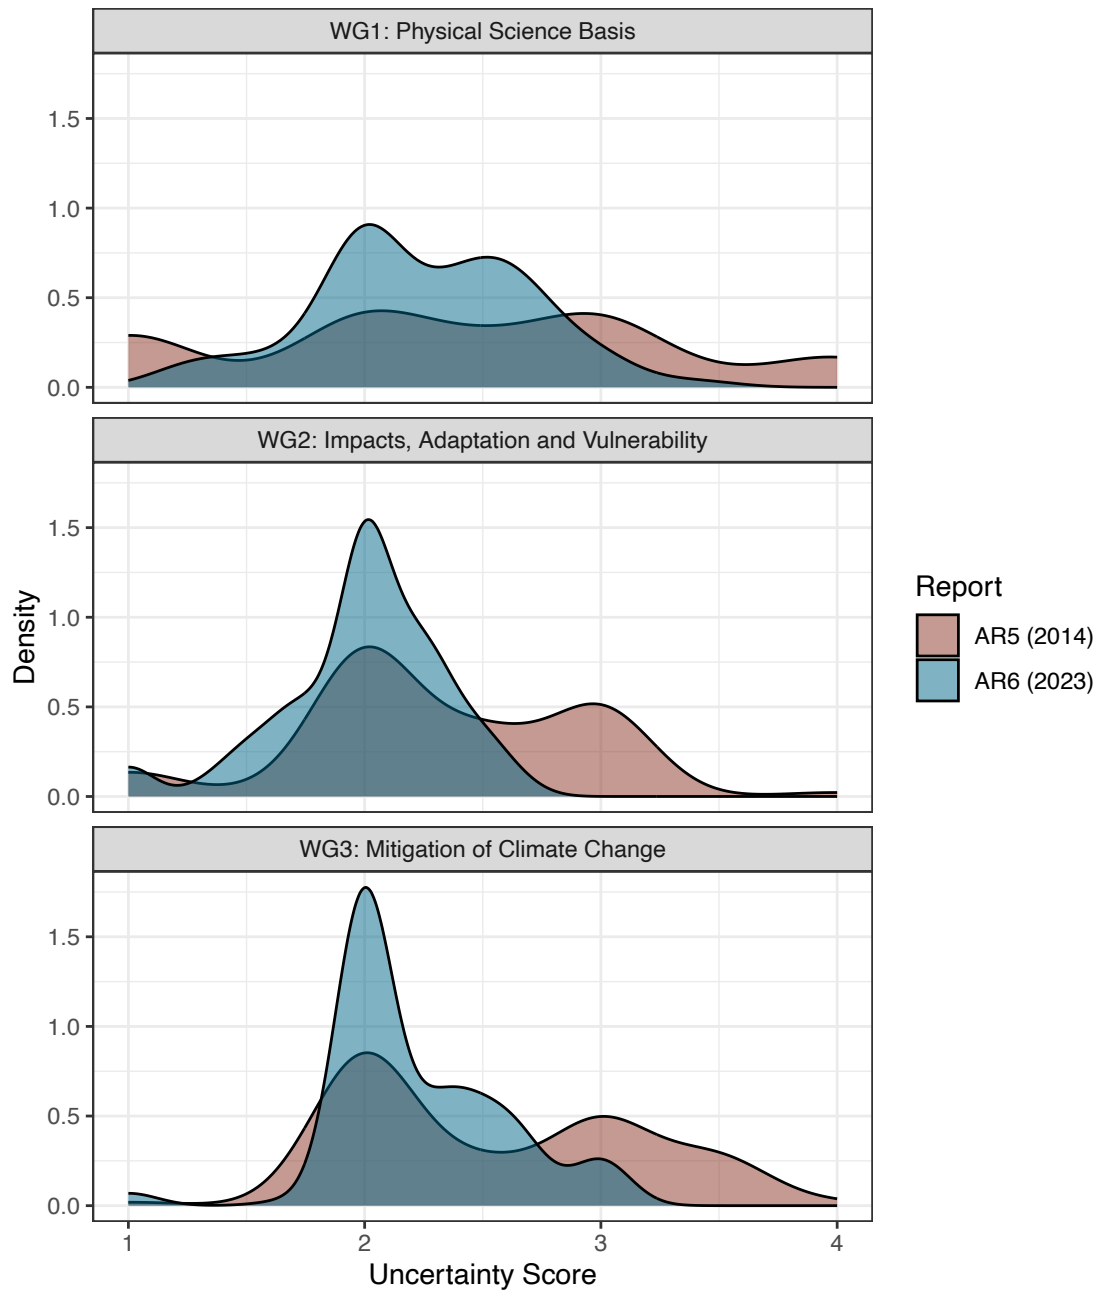 WG1: Physical Science Basis
1.5
1.0
0.5
0.0
WG2: Impacts, Adaptation and Vulnerability
1.5
1.0
0.5
0.0
WG3: Mitigation of Climate Change
1.5
1.0
0.5
0.0
1 2 3 4
Uncertainty Score
Density
Report
AR5 (2014)
AR6 (2023)